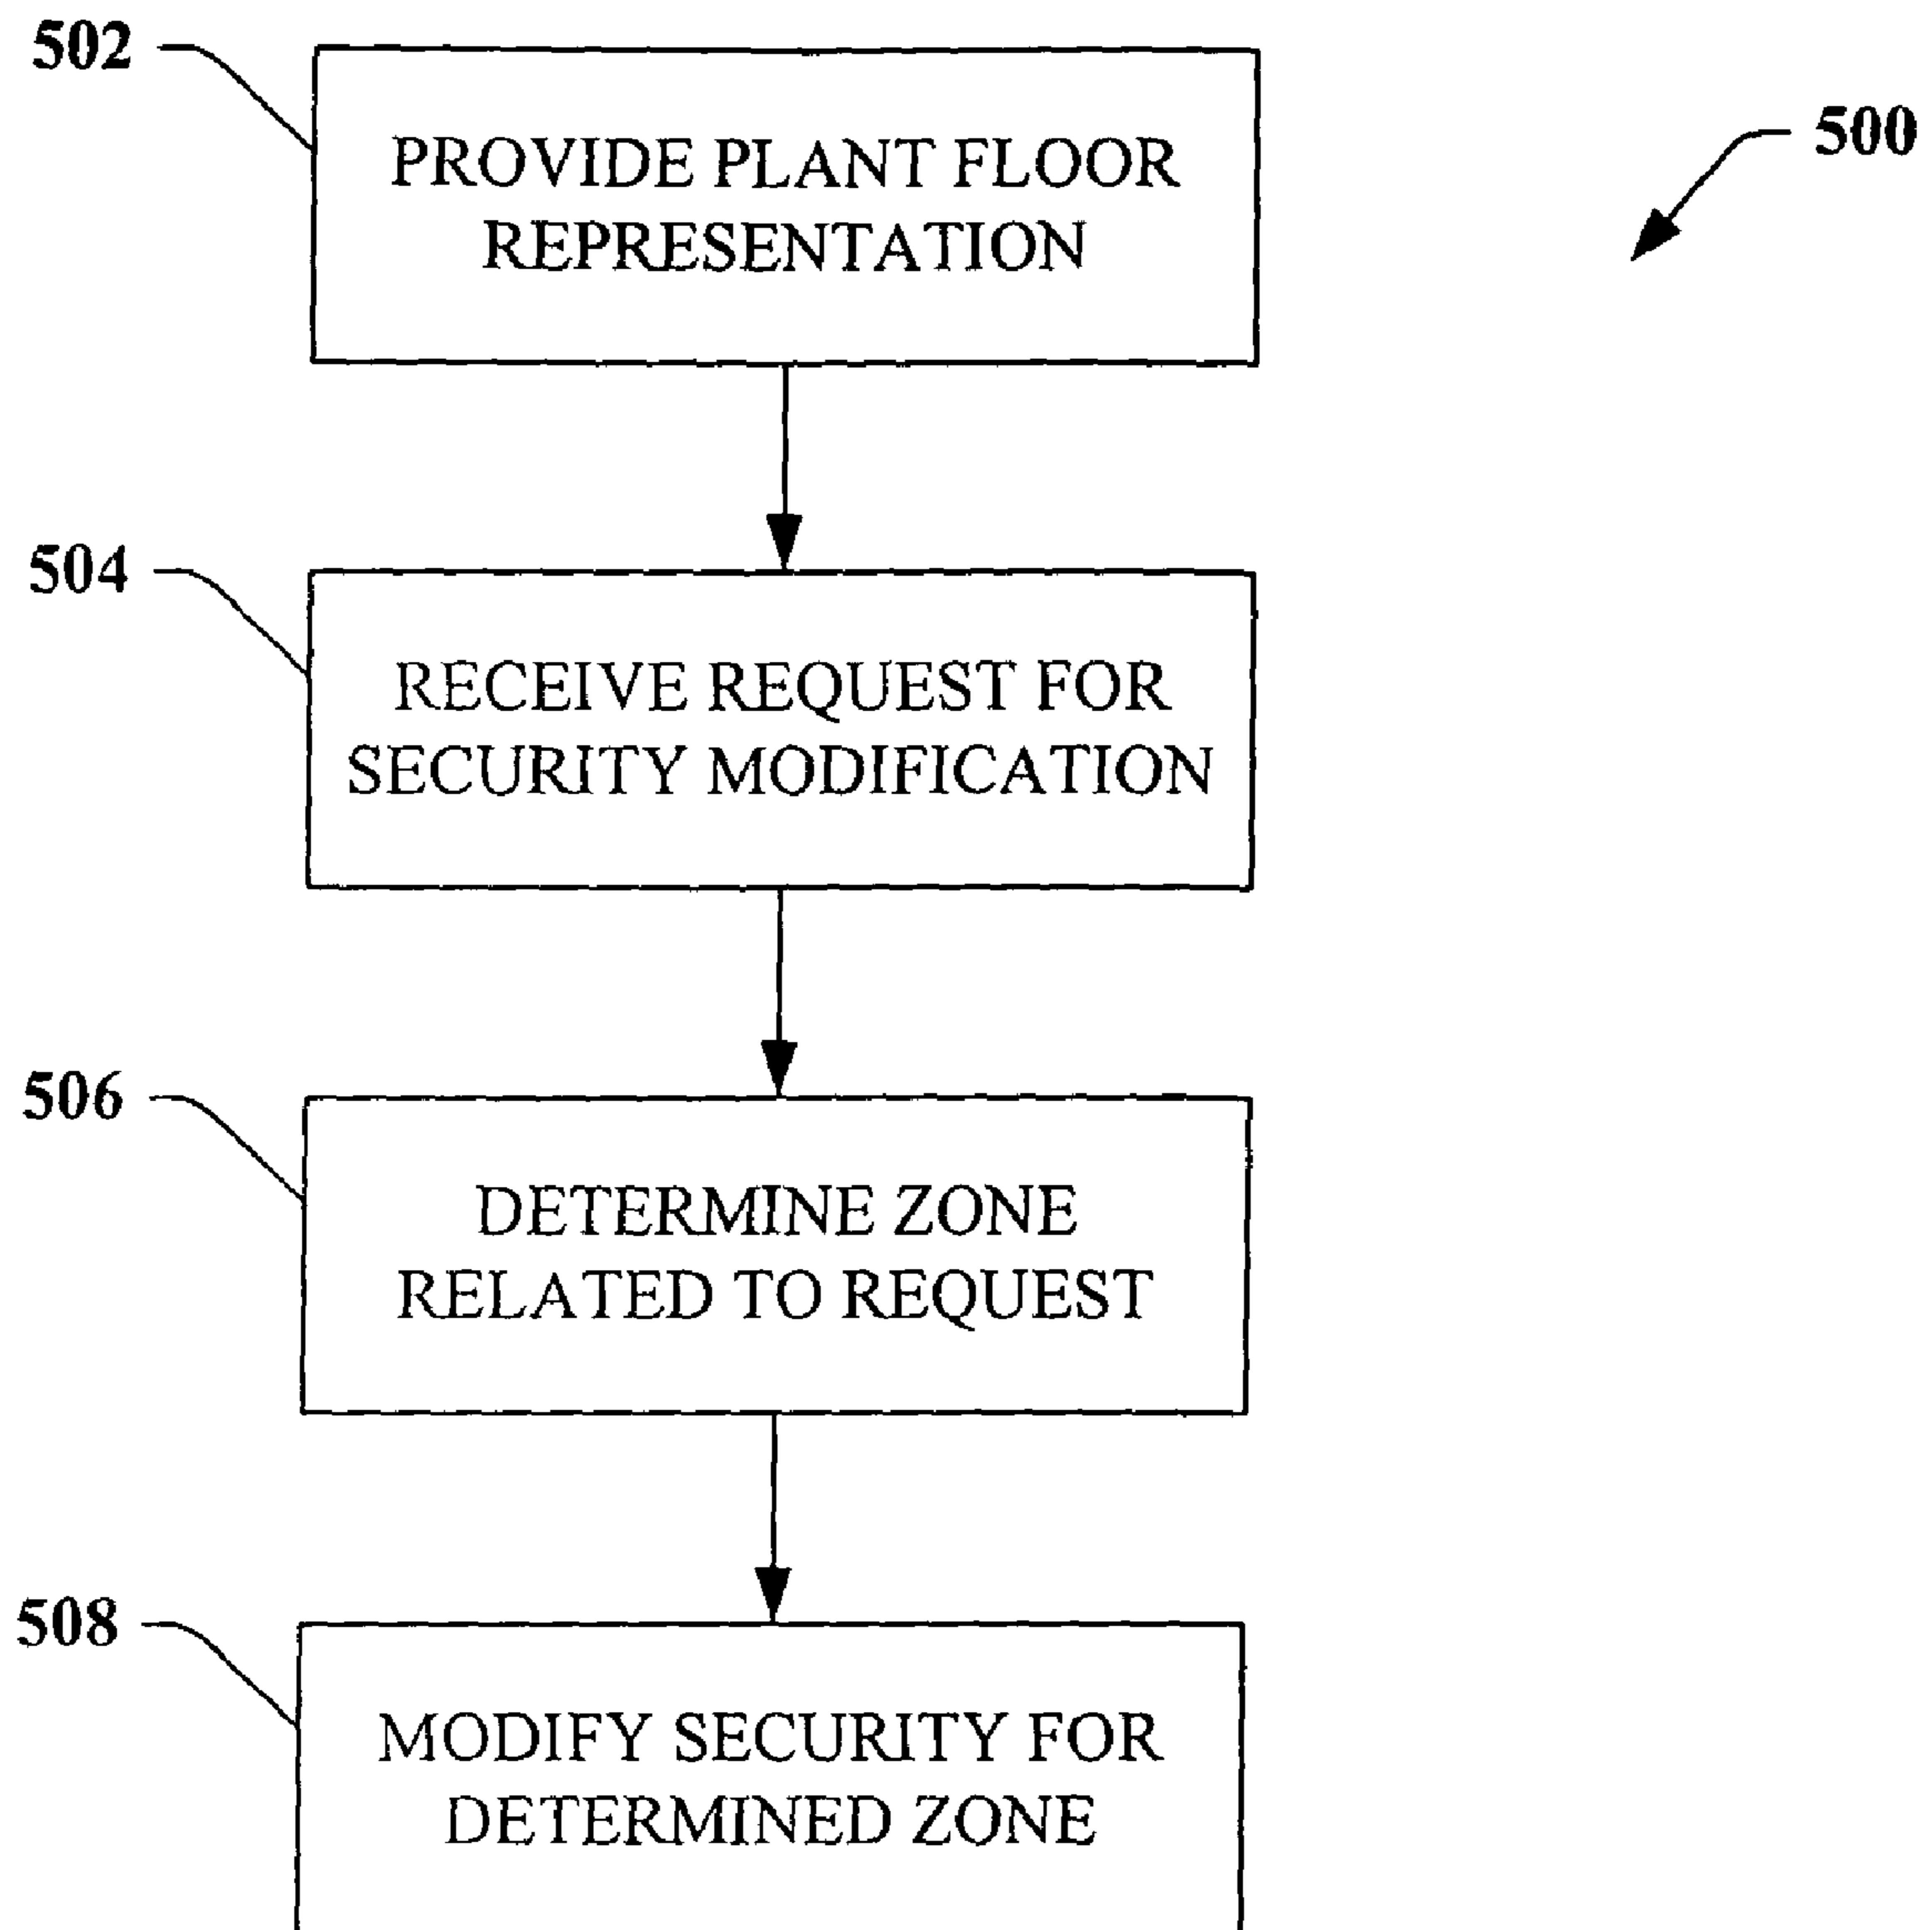 502
PROVIDE PLANT FLOOR
REPRESENTATION
500
504
RECEIVE REQUEST FOR
SECURITY MODIFICATION
506
DETERMINE ZONE
RELATED TO REQUEST
508
MODIFY SECURITY FOR
DETERMINED ZONE